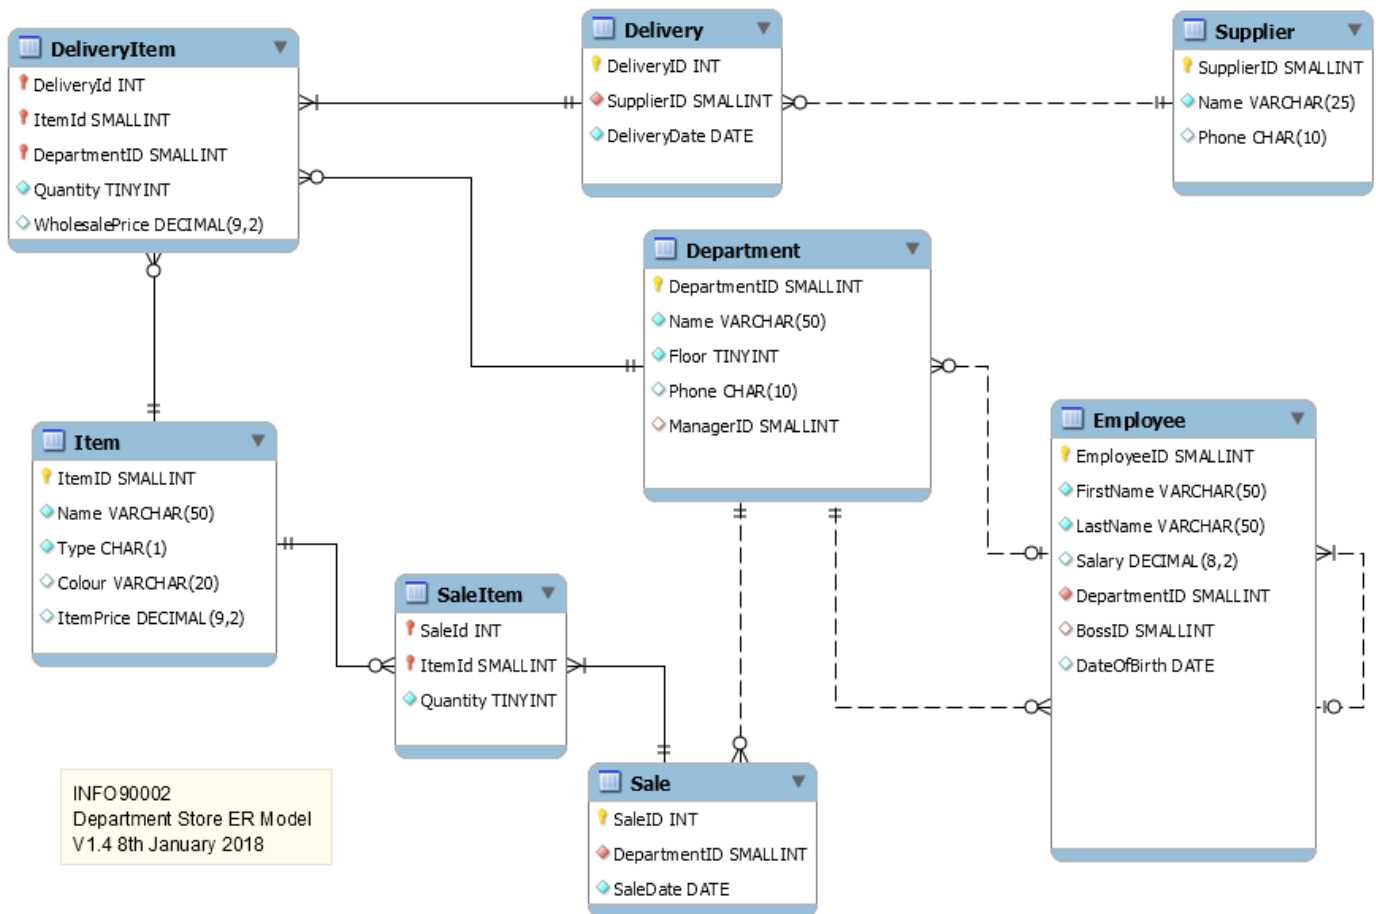 DeliveryItem
DeliveryId INT
ItemId SMALLINT
DepartmentID SMALLINT
Quantity TINYINT
WholesalePrice DECIMAL(9,2)
Delivery
DeliveryID INT
SupplierID SMALLINT
DeliveryDate DATE
Supplier
SupplierID SMALLINT
Name VARCHAR(25)
Phone CHAR(10)
Department
DepartmentID SMALLINT
Name VARCHAR(50)
Floor TINYINT
Phone CHAR(10)
ManagerID SMALLINT
Employee
EmployeeID SMALLINT
FirstName VARCHAR(50)
LastName VARCHAR(50)
Salary DECIMAL(8,2)
DepartmentID SMALLINT
BossID SMALLINT
DateOfBirth DATE
Item
ItemID SMALLINT
Name VARCHAR(50)
Type CHAR(1)
Colour VARCHAR(20)
ItemPrice DECIMAL(9,2)
SaleItem
SaleId INT
ItemId SMALLINT
Quantity TINYINT
Sale
SaleID INT
DepartmentID SMALLINT
SaleDate DATE
INFO90002
Department Store ER Model
V1.4 8th January 2018